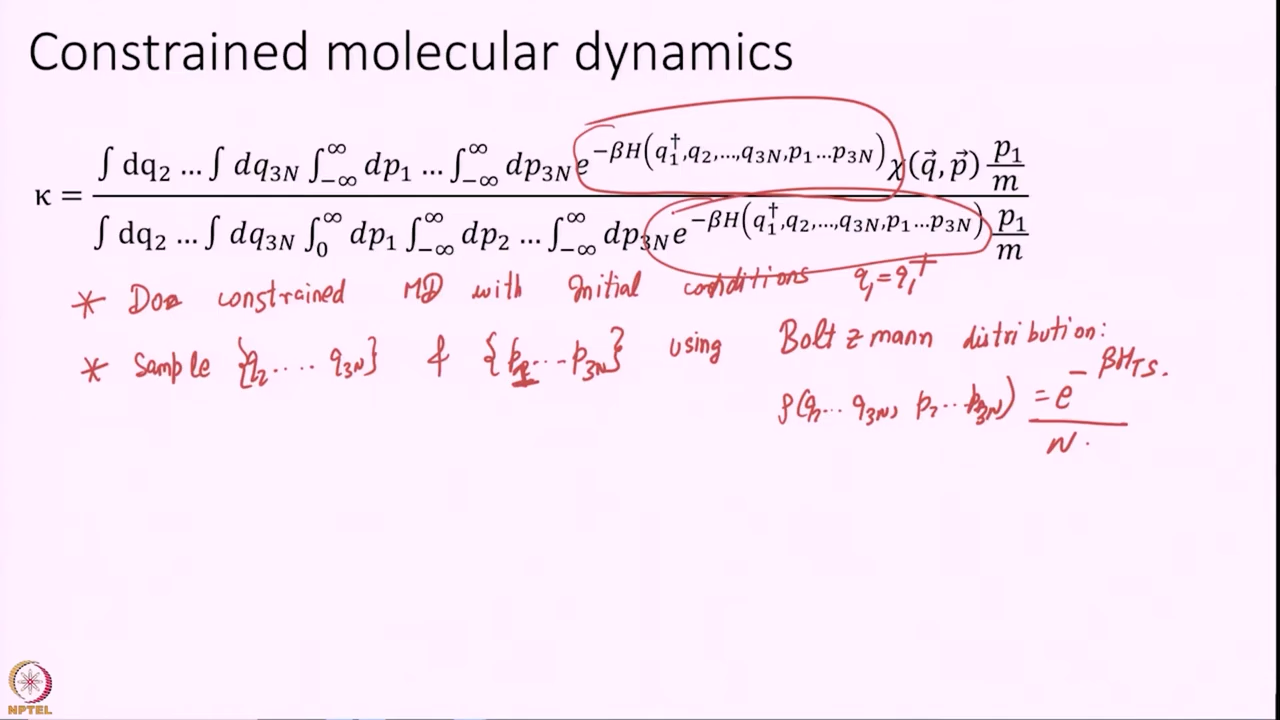 Constrained molecular dynamics
κ = ∫ dq₂ … ∫ dq₃N ∫₋∞^∞ dp₁ … ∫₋∞^∞ dp₃N e^(−βH(q₁†,q₂,…,q₃N,p₁…p₃N)) χ(q⃗,p⃗) p₁/m
∫ dq₂ … ∫ dq₃N ∫₀^∞ dp₁ ∫₋∞^∞ dp₂ … ∫₋∞^∞ dp₃N e^(−βH(q₁†,q₂,…,q₃N,p₁…p₃N)) p₁/m
* Do constrained MD with Initial conditions q₁=q₁†
* Sample {q₂....q₃N} & {p₁...p₃N} using Boltzmann distribution:
ρ(q₂...q₃N, p₁..p₃N) = e^(−βH_TS.)
N
NPTEL